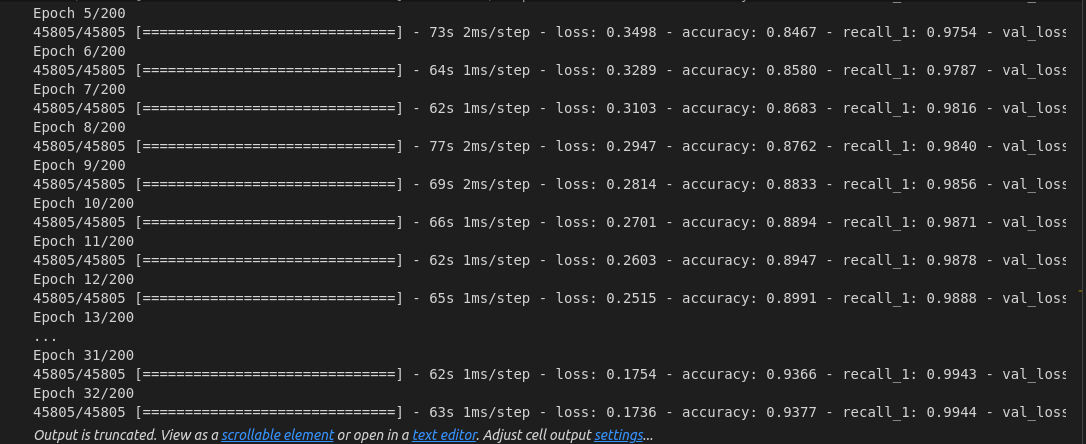 Epoch 5/200
45805/45805 [==============================] - 73s 2ms/step - loss: 0.3498 - accuracy: 0.8467 - recall_1: 0.9754 - val_loss
Epoch 6/200
45805/45805 [==============================] - 64s 1ms/step - loss: 0.3289 - accuracy: 0.8580 - recall_1: 0.9787 - val_loss
Epoch 7/200
45805/45805 [==============================] - 62s 1ms/step - loss: 0.3103 - accuracy: 0.8683 - recall_1: 0.9816 - val_loss
Epoch 8/200
45805/45805 [==============================] - 77s 2ms/step - loss: 0.2947 - accuracy: 0.8762 - recall_1: 0.9840 - val_loss
Epoch 9/200
45805/45805 [==============================] - 69s 2ms/step - loss: 0.2814 - accuracy: 0.8833 - recall_1: 0.9856 - val_loss
Epoch 10/200
45805/45805 [==============================] - 66s 1ms/step - loss: 0.2701 - accuracy: 0.8894 - recall_1: 0.9871 - val_loss
Epoch 11/200
45805/45805 [==============================] - 62s 1ms/step - loss: 0.2603 - accuracy: 0.8947 - recall_1: 0.9878 - val_loss
Epoch 12/200
45805/45805 [==============================] - 65s 1ms/step - loss: 0.2515 - accuracy: 0.8991 - recall_1: 0.9888 - val_loss
Epoch 13/200
...
Epoch 31/200
45805/45805 [==============================] - 62s 1ms/step - loss: 0.1754 - accuracy: 0.9366 - recall_1: 0.9943 - val_loss
Epoch 32/200
45805/45805 [==============================] - 63s 1ms/step - loss: 0.1736 - accuracy: 0.9377 - recall_1: 0.9944 - val_loss
Output is truncated. View as a scrollable element or open in a text editor. Adjust cell output settings...